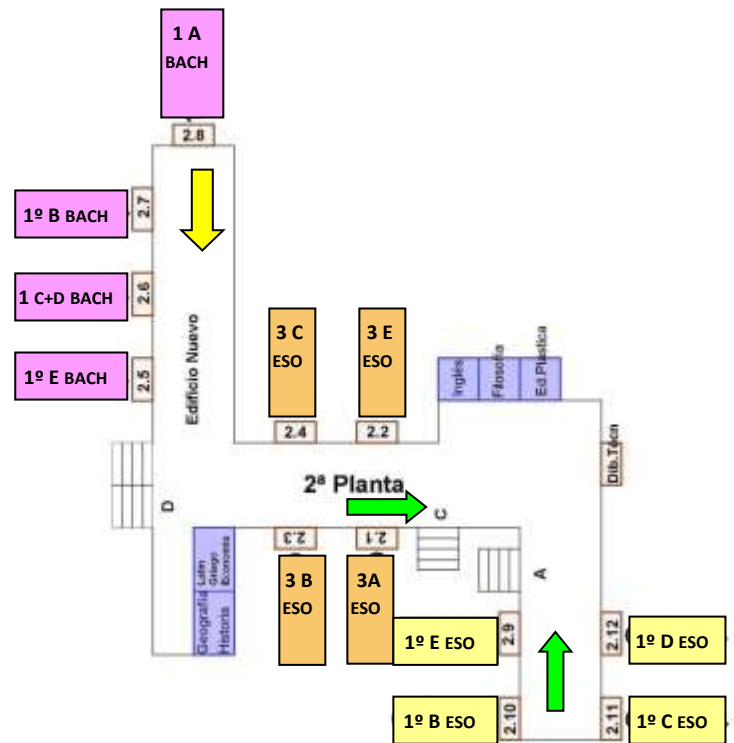 1 A
BACH
2.8
1º B BACH
2.7
1 C+D BACH
2.6
1º E BACH
2.5
Edificio Nuevo
3 C
ESO
3 E
ESO
2.4
2.2
Inglés
Filosofía
Ed.Plástica
Dib.Tecn
2ª Planta
D
C
A
2.3
2.1
Latín
Griego
Economía
Geografía
Historia
3 B
ESO
3A
ESO
1º E ESO
2.9
2.12
1º D ESO
1º B ESO
2.10
2.11
1º C ESO